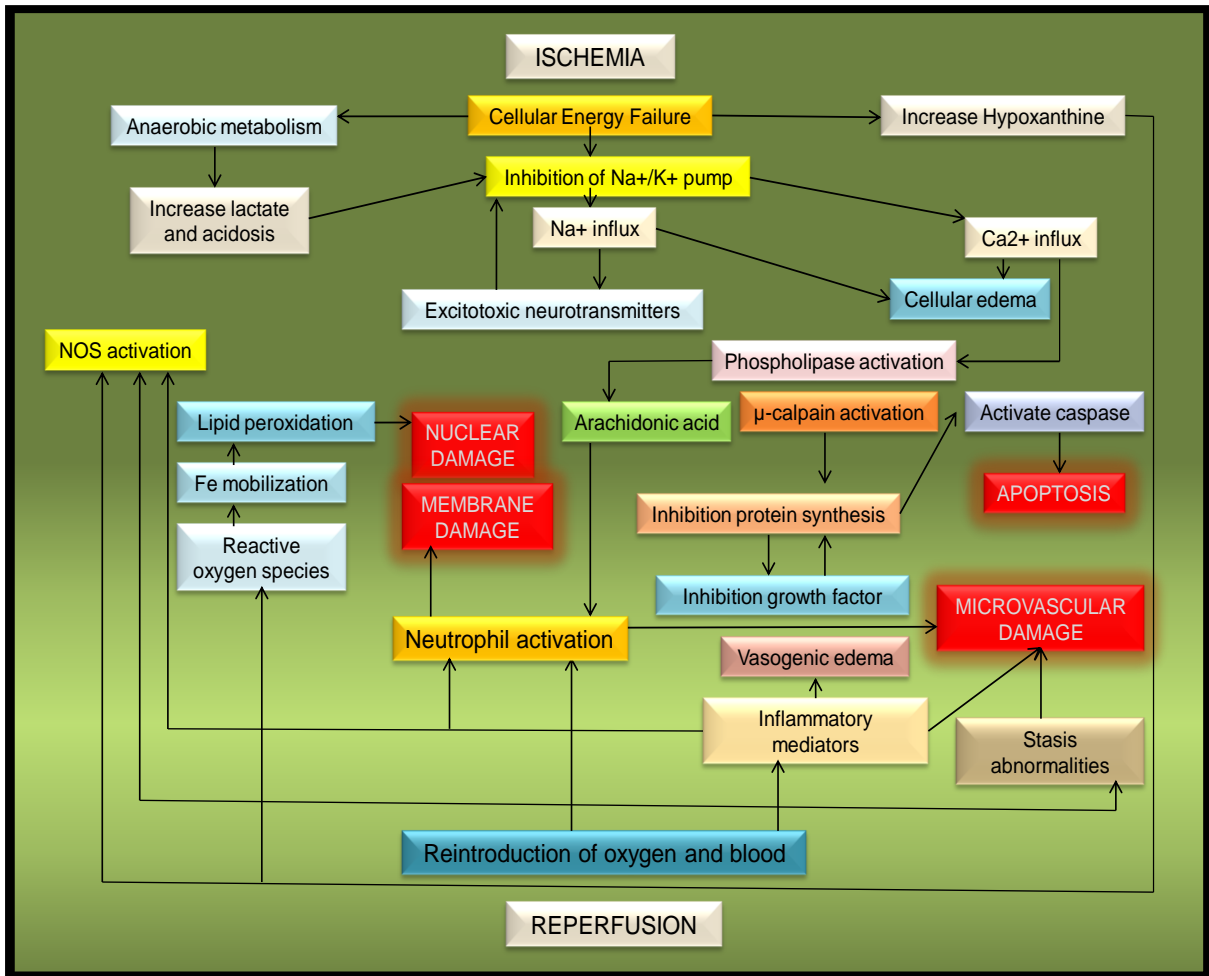 ISCHEMIA
Cellular Energy Failure
Anaerobic metabolism
Increase Hypoxanthine
Inhibition of Na+/K+ pump
Increase lactate
and acidosis
Na+ influx
Ca2+ influx
Excitotoxic neurotransmitters
Cellular edema
NOS activation
Phospholipase activation
Lipid peroxidation
NUCLEAR
DAMAGE
Arachidonic acid
µ-calpain activation
Activate caspase
Fe mobilization
MEMBRANE
DAMAGE
APOPTOSIS
Inhibition protein synthesis
Reactive
oxygen species
Inhibition growth factor
MICROVASCULAR
DAMAGE
Neutrophil activation
Vasogenic edema
Inflammatory
mediators
Stasis
abnormalities
Reintroduction of oxygen and blood
REPERFUSION